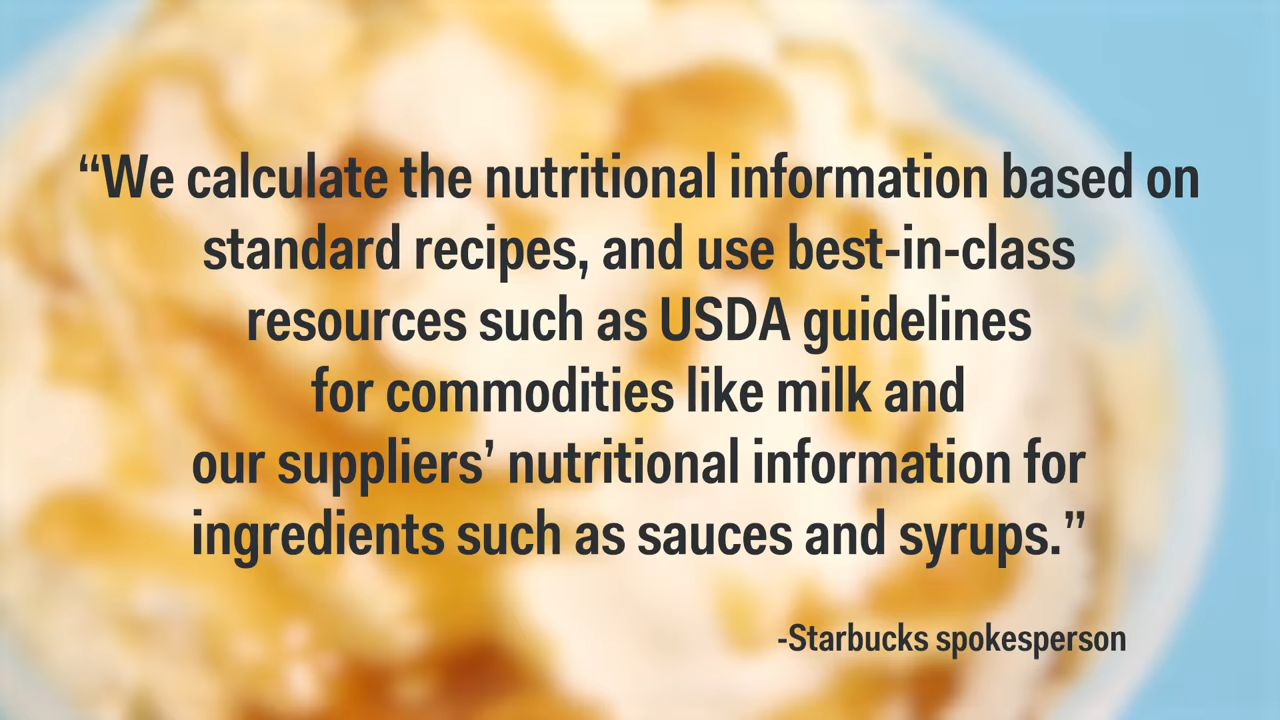 “We calculate the nutritional information based on
standard recipes, and use best-in-class
resources such as USDA guidelines
for commodities like milk and
our suppliers’ nutritional information for
ingredients such as sauces and syrups.”
-Starbucks spokesperson